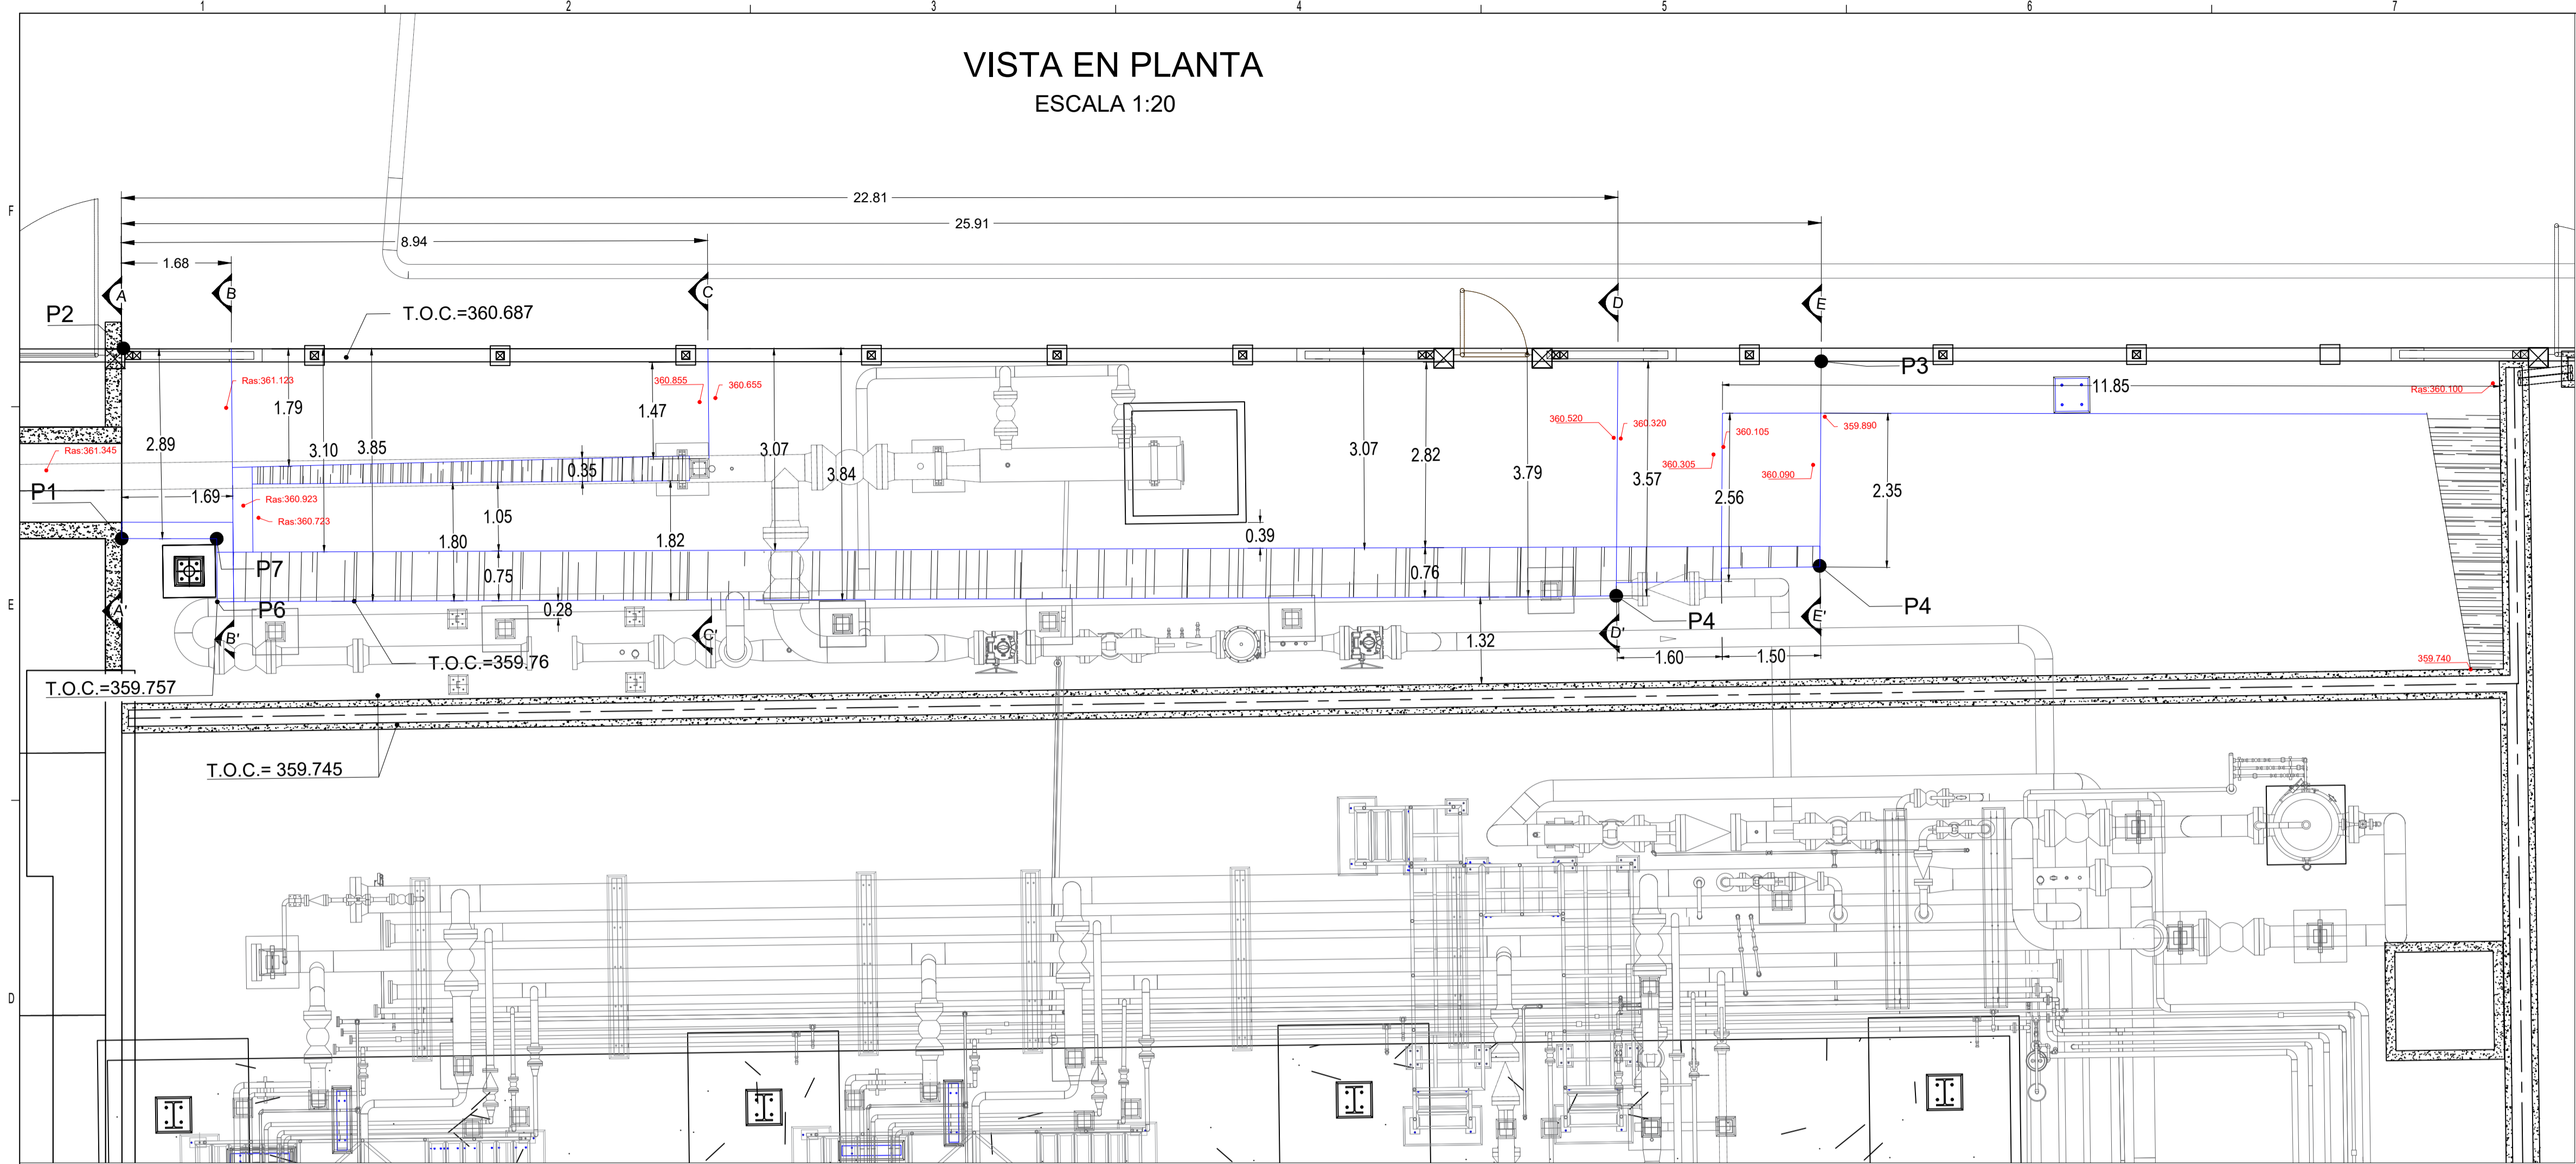 1 2 3 4 5 6 7
VISTA EN PLANTA
ESCALA 1:20
22.81
F
25.91
8.94
1.68
A B C D E
P2
T.O.C.=360.687
P3
Ras:361.123
360.855
360.655
11.85
Ras:360.100
1.79
1.47
2.89
3.10
3.85
3.07
3.84
3.07
2.82
3.79
3.57
360.520
360.320
360.105
359.890
Ras:361.345
0.35
360.305
360.090
P1
1.69
Ras:360.923
Ras:360.723
1.05
2.56
2.35
1.80
1.82
0.39
P7
0.75
0.76
E
A'
P6
0.28
P4
P4
B'
C'
D'
E'
1.32
T.O.C.=359.76
1.60
1.50
359.740
T.O.C.=359.757
T.O.C.= 359.745
D